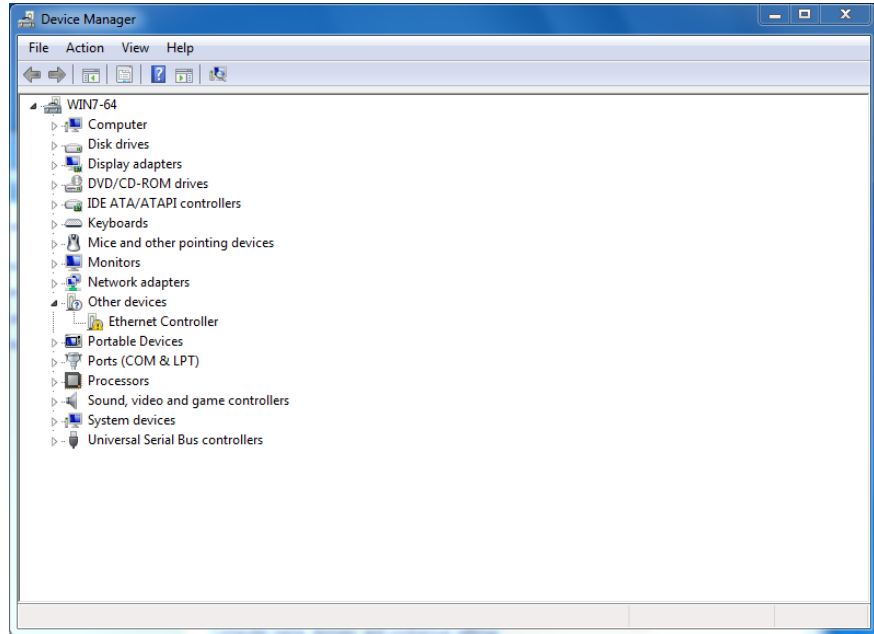 Device Manager
File Action View Help
WIN7-64
Computer
Disk drives
Display adapters
DVD/CD-ROM drives
IDE ATA/ATAPI controllers
Keyboards
Mice and other pointing devices
Monitors
Network adapters
Other devices
Ethernet Controller
Portable Devices
Ports (COM & LPT)
Processors
Sound, video and game controllers
System devices
Universal Serial Bus controllers